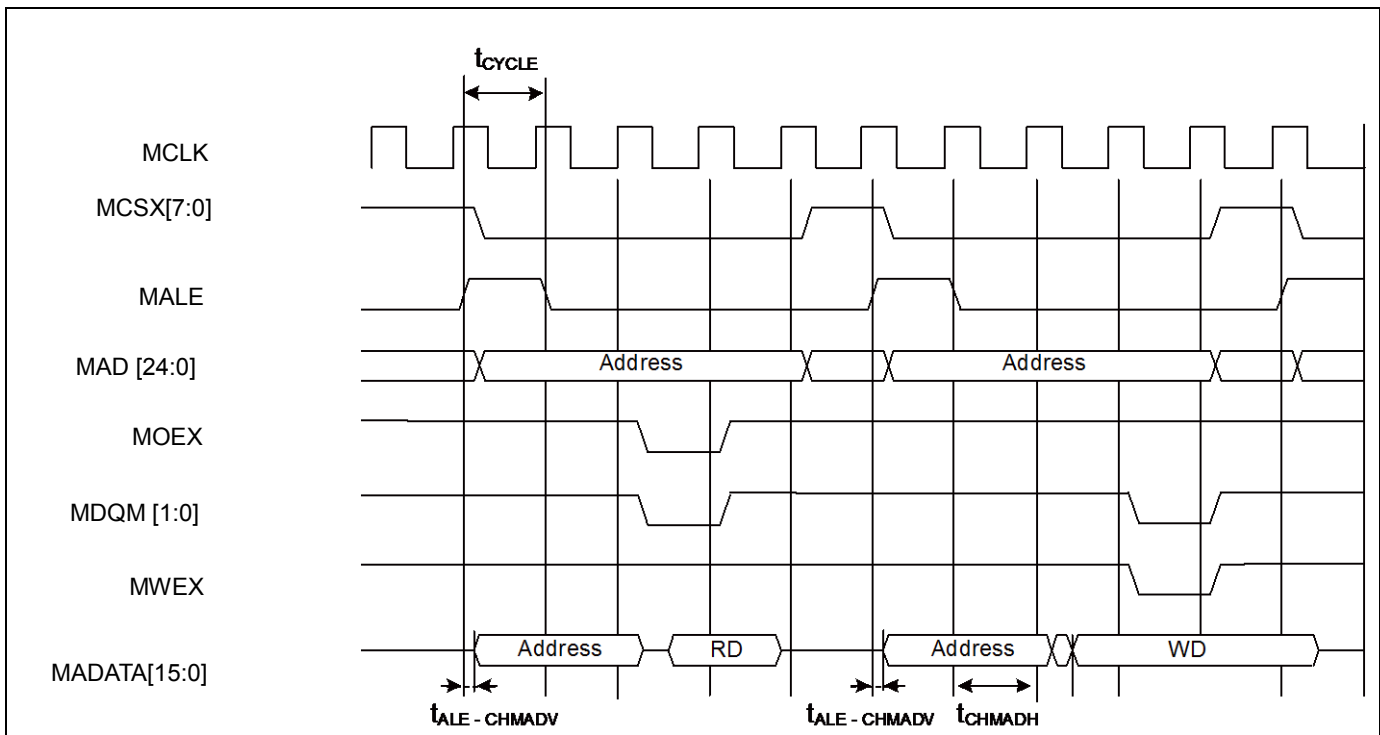 tCYCLE
MCLK
MCSX[7:0]
MALE
MAD [24:0]
Address Address
MOEX
MDQM [1:0]
MWEX
MADATA[15:0]
Address RD Address WD
tALE - CHMADV tALE - CHMADV tCHMADH